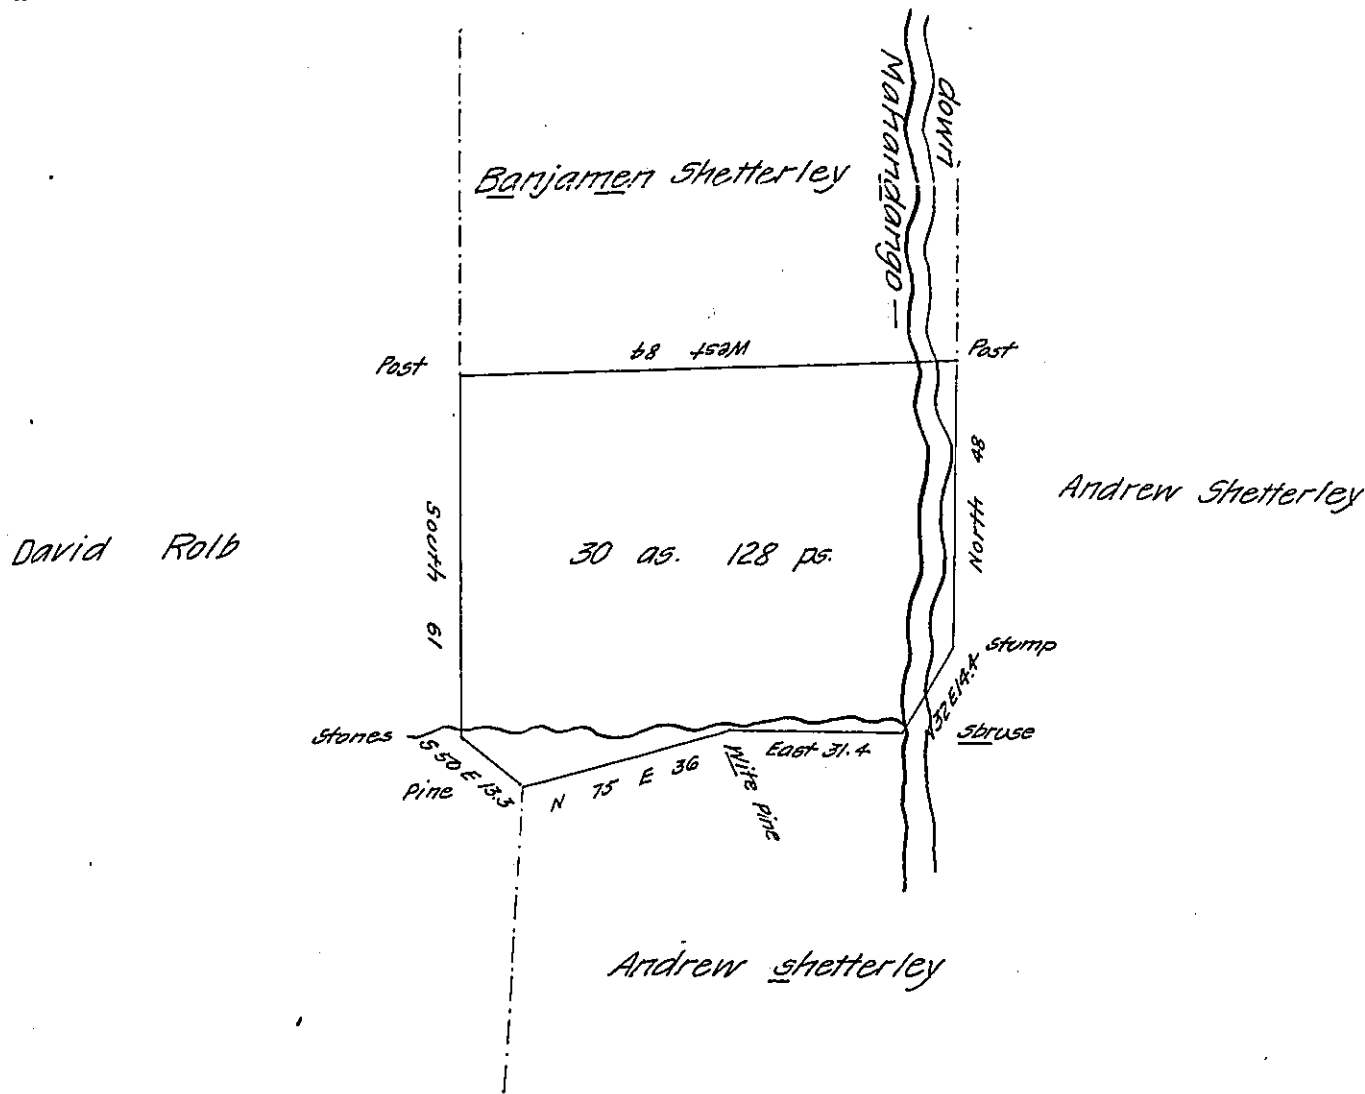 down
Mahandango —
Banjamen Shetterley
West 84
Post
Post
48
North
Andrew Shetterley
South 61
David Rolb
30 as. 128 ps.
Stump
N 32 E 14.4
Stones
Sbruse
S 50 E 13.3
East 31.4
Pine
N 75 E 36
Wite pine
Andrew shetterley